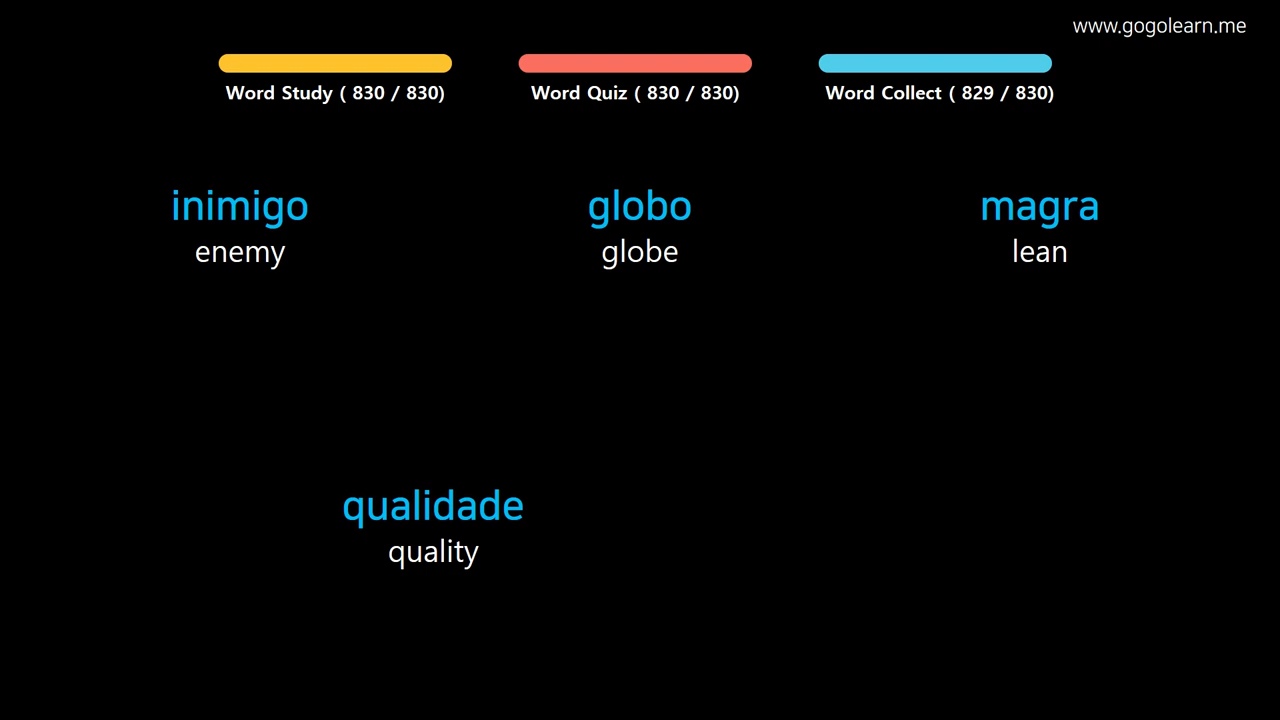 www.gogolearn.me
Word Study ( 830 / 830)
Word Quiz ( 830 / 830)
Word Collect ( 829 / 830)
inimigo
enemy
globo
globe
magra
lean
qualidade
quality